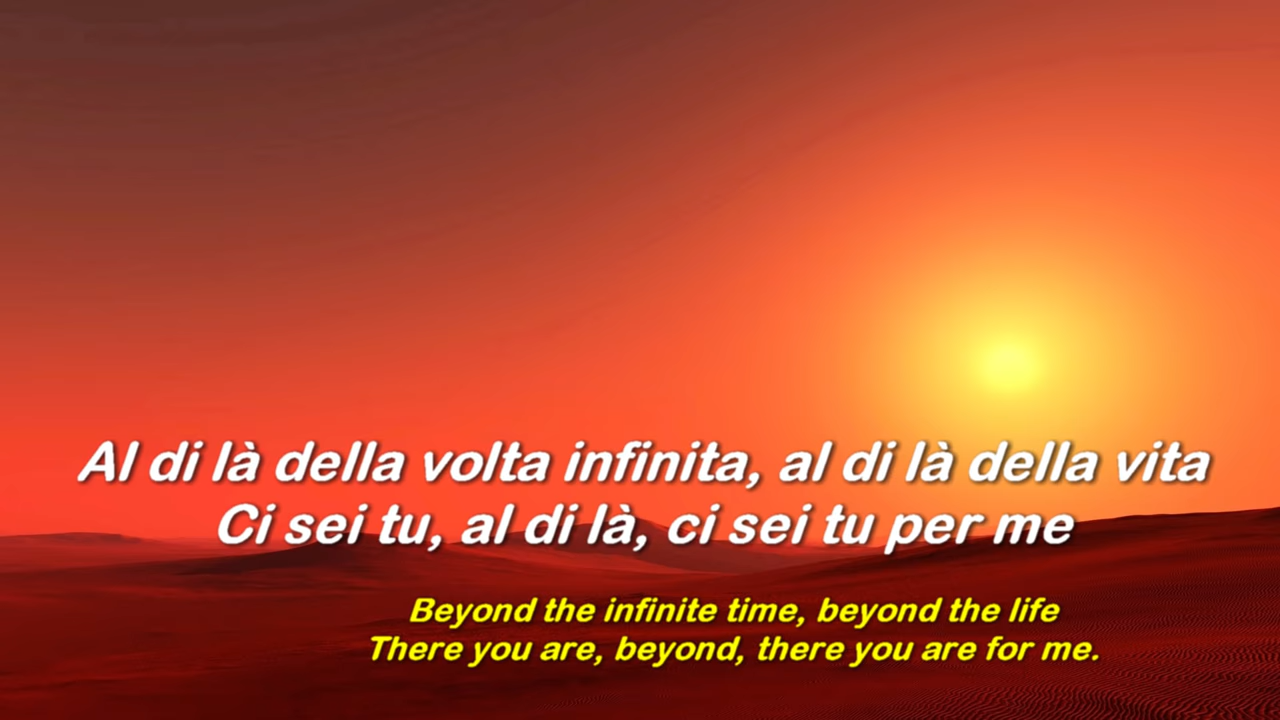 Al di là della volta infinita, al di là della vita
Ci sei tu, al di là, ci sei tu per me
Beyond the infinite time, beyond the life
There you are, beyond, there you are for me.